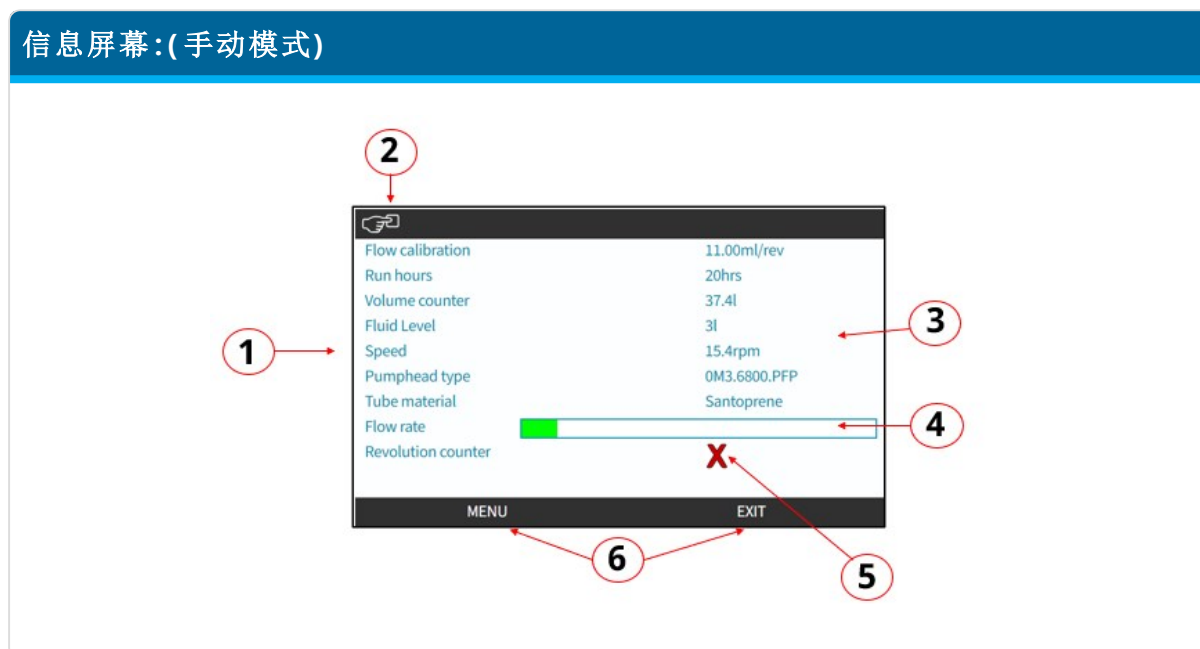 信息屏幕:(手动模式)
2
Flow calibration 11.00ml/rev
Run hours 20hrs
Volume counter 37.4l
Fluid Level 3l
3
1
Speed 15.4rpm
Pumphead type 0M3.6800.PFP
Tube material Santoprene
Flow rate
4
Revolution counter X
MENU EXIT
6
5